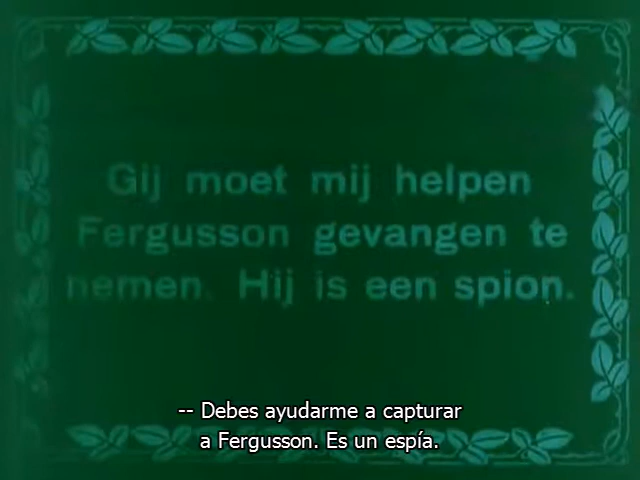 Gij moet mij helpen
Fergusson gevangen te
nemen. Hij is een spion.
-- Debes ayudarme a capturar
a Fergusson. Es un espía.